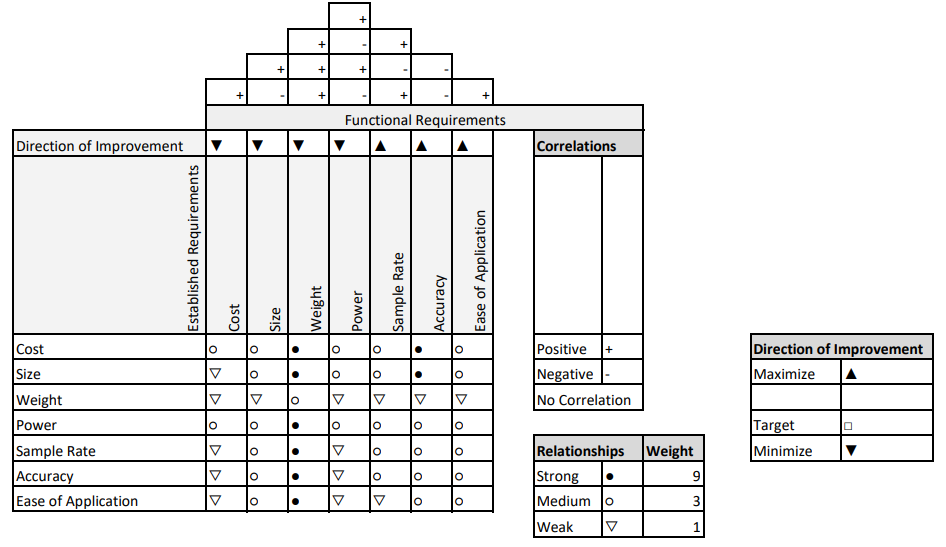 +
+ - +
+ + + - -
+ - + - + - +
Functional Requirements
Direction of Improvement ▼ ▼ ▼ ▼ ▲ ▲ ▲ Correlations
Established Requirements
Cost
Size
Weight
Power
Sample Rate
Accuracy
Ease of Application
Cost ○ ○ ● ○ ○ ● ○
Size ▽ ○ ● ○ ○ ● ○
Weight ▽ ▽ ○ ▽ ▽ ▽ ▽
Power ○ ○ ● ○ ○ ○ ○
Sample Rate ▽ ○ ● ▽ ○ ○ ○
Accuracy ▽ ○ ● ▽ ○ ○ ○
Ease of Application ▽ ○ ● ▽ ▽ ○ ○
Positive +
Negative -
No Correlation
Relationships Weight
Strong ● 9
Medium ○ 3
Weak ▽ 1
Direction of Improvement
Maximize ▲
Target □
Minimize ▼